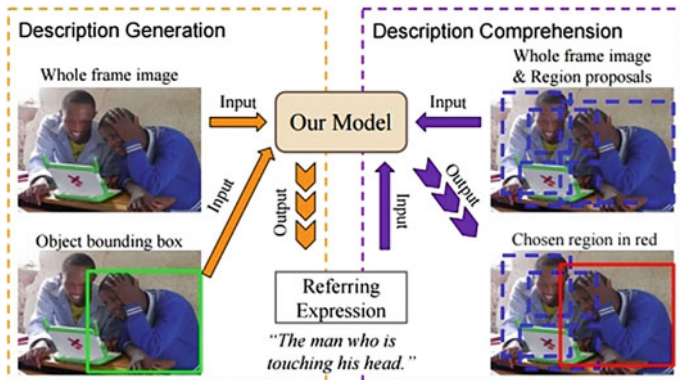 Description Generation
Description Comprehension
Whole frame image
Whole frame image
& Region proposals
Input
Input
Our Model
Input
Output
Input
Output
Object bounding box
Chosen region in red
Referring
Expression
“The man who is
touching his head.”